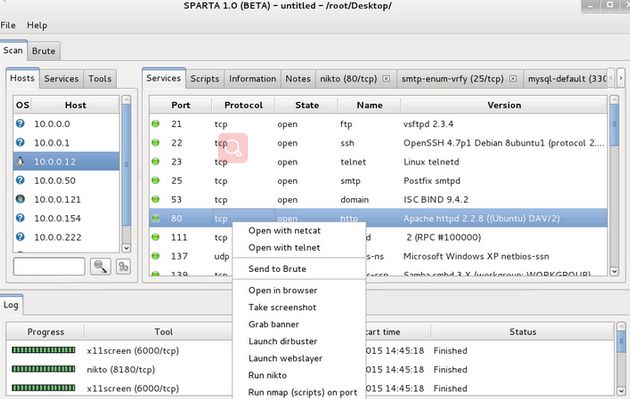 SPARTA 1.0 (BETA) - untitled - /root/Desktop/
File Help
Scan Brute
Hosts Services Tools
OS Host
10.0.0.0
10.0.0.1
10.0.0.12
10.0.0.50
10.0.0.121
10.0.0.154
10.0.0.222
Services Scripts Information Notes nikto (80/tcp) smtp-enum-vrfy (25/tcp) mysql-default (330
Port Protocol State Name Version
21 tcp open ftp vsftpd 2.3.4
22 tcp open ssh OpenSSH 4.7p1 Debian 8ubuntu1 (protocol 2....
23 tcp open telnet Linux telnetd
25 tcp open smtp Postfix smtpd
53 tcp open domain ISC BIND 9.4.2
80 tcp open http Apache httpd 2.2.8 ((Ubuntu) DAV/2)
111 tcp d 2 (RPC #100000)
137 udp s-ns Microsoft Windows XP netbios-ssn
139 tcp s-ssn Samba smbd 3.X (workgroup: WORKGROUP)
Open with netcat
Open with telnet
Send to Brute
Open in browser
Take screenshot
Grab banner
Launch dirbuster
Launch webslayer
Run nikto
Run nmap (scripts) on port
Log
Progress Tool tart time Status
x11screen (6000/tcp) 2015 14:45:18 Finished
nikto (8180/tcp) 2015 14:45:18 Finished
x11screen (6000/tcp) 2015 14:45:18 Finished